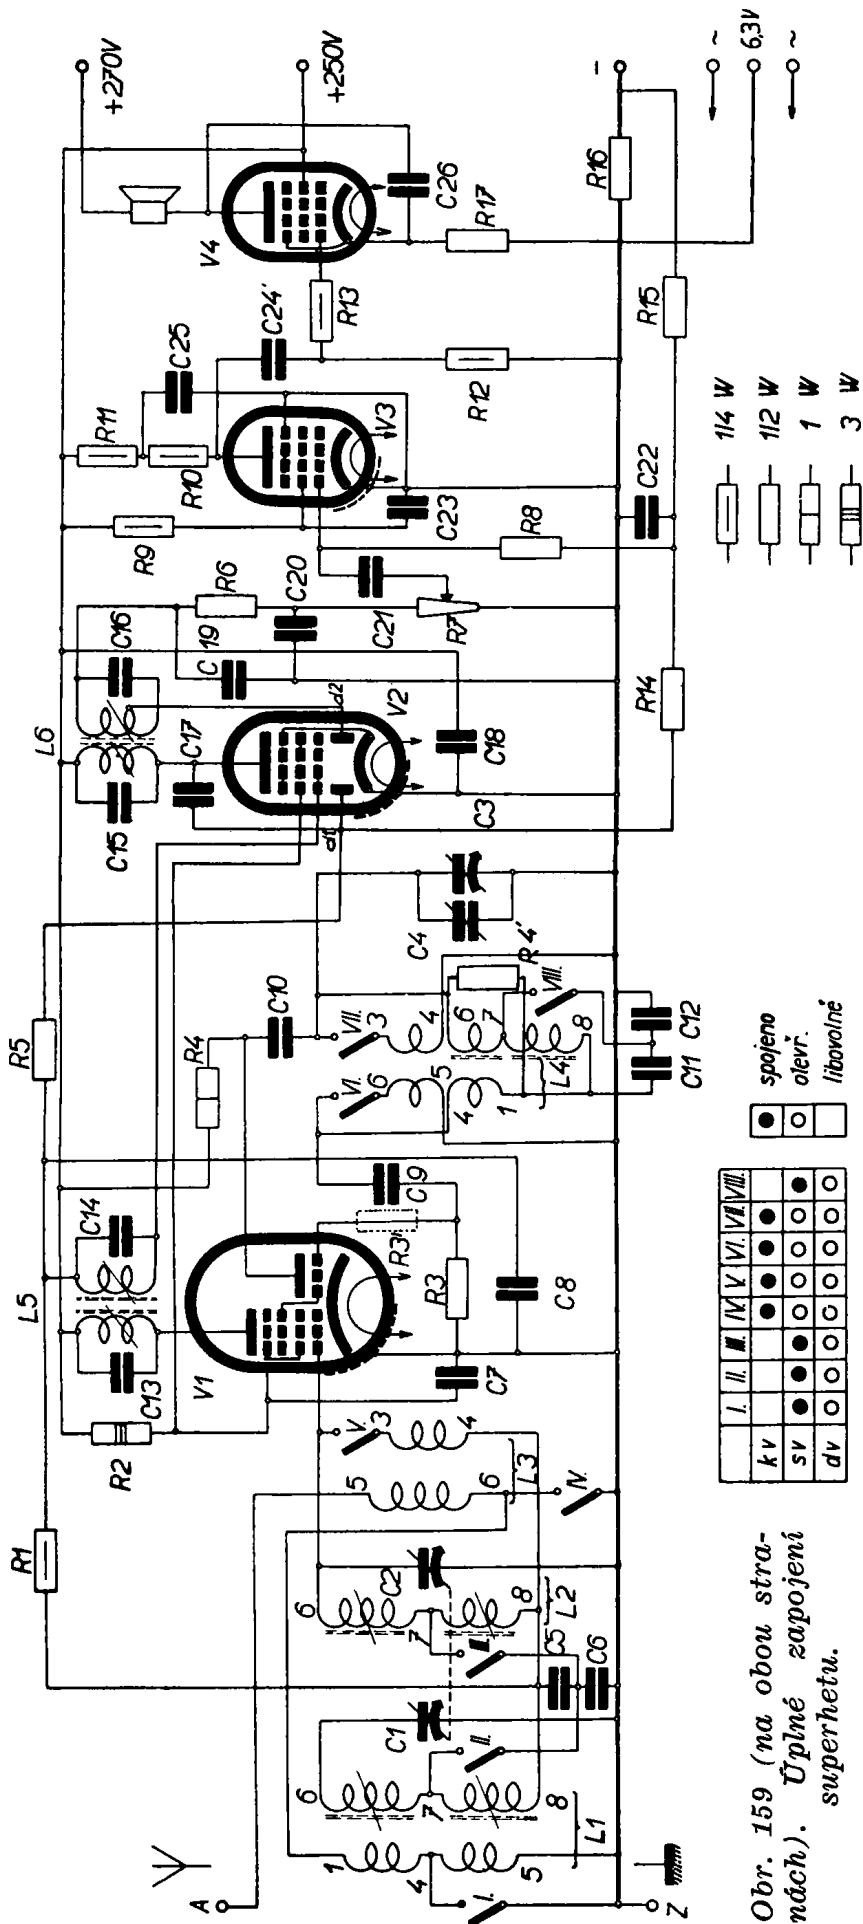 +270V
+250V
–
~
6,3V
~
V4
C26
R17
R16
C24'
R13
R12
R15
C25
R11
R10
V3
C23
R9
R8
C22
R6
C20
C21
R7
C16
C19
L6
d2
V2
C17
C18
R14
C15
d1
C3
C4
R4'
R5
C10
R4
VII.
3
4
6
7
8
VIII.
VI.
6
5
4
1
L4
C11
C12
C14
L5
C9
R3'
R3
C8
C13
V1
C7
R2
V.
3
4
5
6
L3
IV.
R1
C2
6
7
8
L2
III.
C5
C6
C1
6
7
8
II.
1
4
5
L1
I.
A
Z
1/4 W
1/2 W
1 W
3 W
I. II. III. IV. V. VI. VII. VIII.
kv ● ● ● ●
sv ● ● ● ○ ○ ○ ○ ●
dv ○ ○ ○ ○ ○ ○ ○ ○
● spojeno
○ olevř.
libovolné
Obr. 159 (na obou stra-
nách). Úplné zapojení
superhetu.